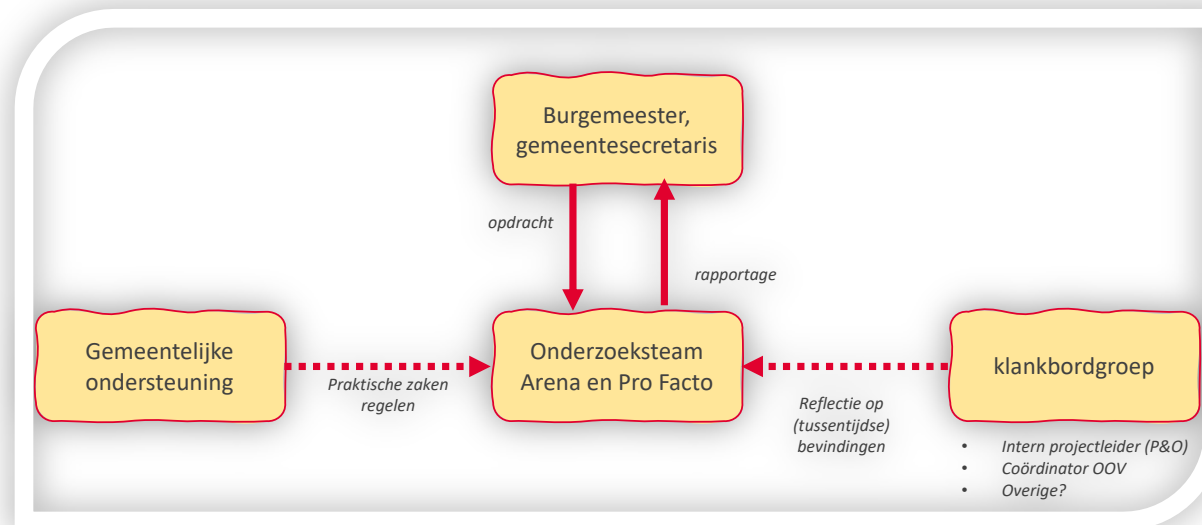 Burgemeester,
gemeentesecretaris
opdracht
rapportage
Gemeentelijke
ondersteuning
Praktische zaken
regelen
Onderzoeksteam
Arena en Pro Facto
Reflectie op
(tussentijdse)
bevindingen
klankbordgroep
• Intern projectleider (P&O)
• Coördinator OOV
• Overige?